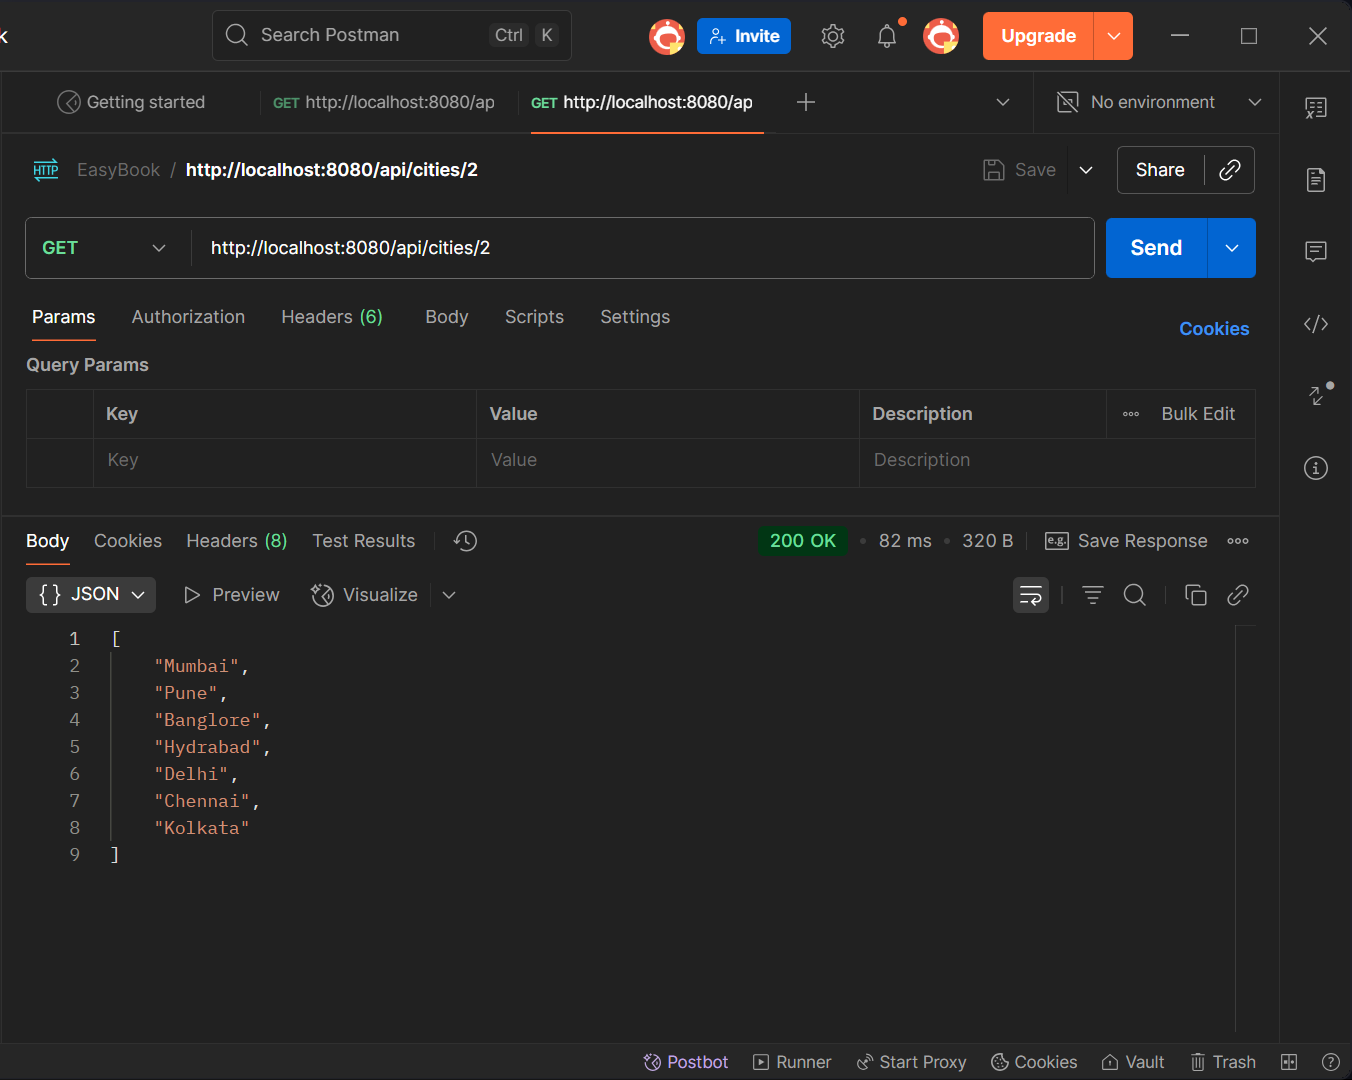 k
Search Postman Ctrl K
Invite
Upgrade
Getting started
GET http://localhost:8080/ap
GET http://localhost:8080/ap
No environment
HTTP EasyBook / http://localhost:8080/api/cities/2
Save
Share
GET http://localhost:8080/api/cities/2
Send
Params Authorization Headers (6) Body Scripts Settings
Cookies
Query Params
Key Value Description Bulk Edit
Key Value Description
Body Cookies Headers (8) Test Results
200 OK • 82 ms • 320 B
e.g. Save Response
{} JSON Preview Visualize
1 [
2 "Mumbai",
3 "Pune",
4 "Banglore",
5 "Hydrabad",
6 "Delhi",
7 "Chennai",
8 "Kolkata"
9 ]
Postbot Runner Start Proxy Cookies Vault Trash